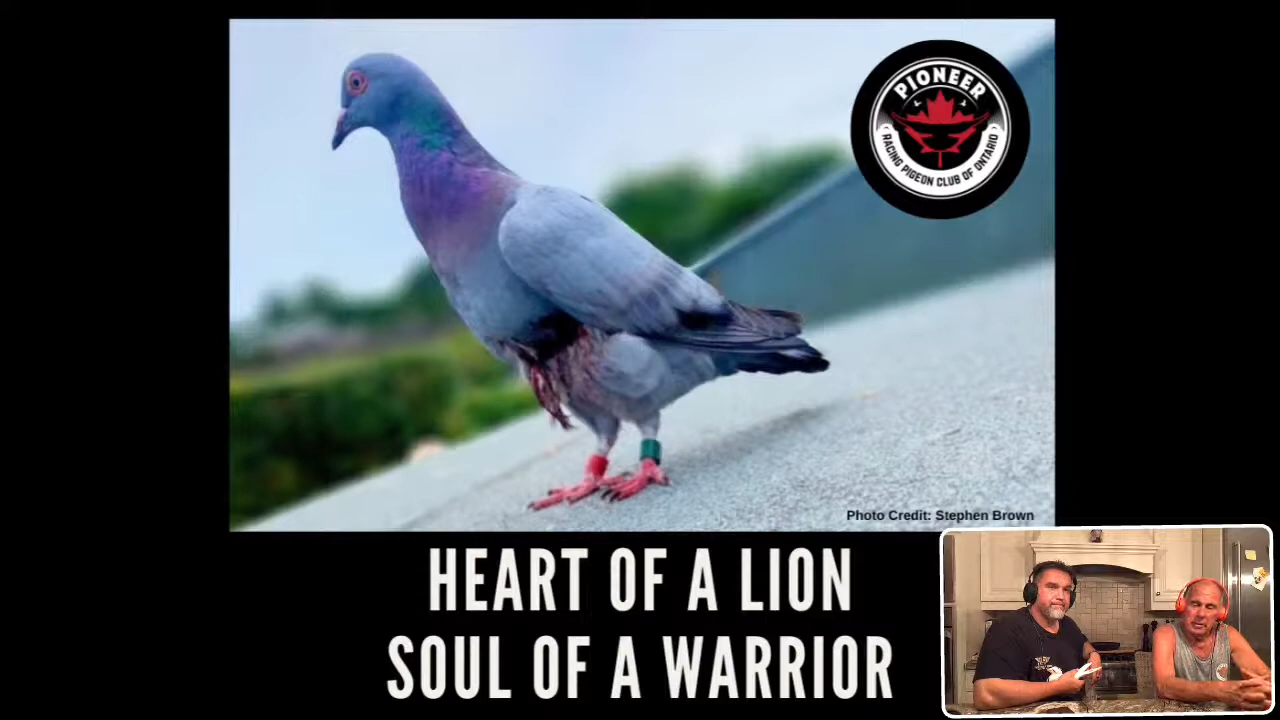 PIONEER
RACING PIGEON CLUB OF ONTARIO
Photo Credit: Stephen Brown
HEART OF A LION
SOUL OF A WARRIOR